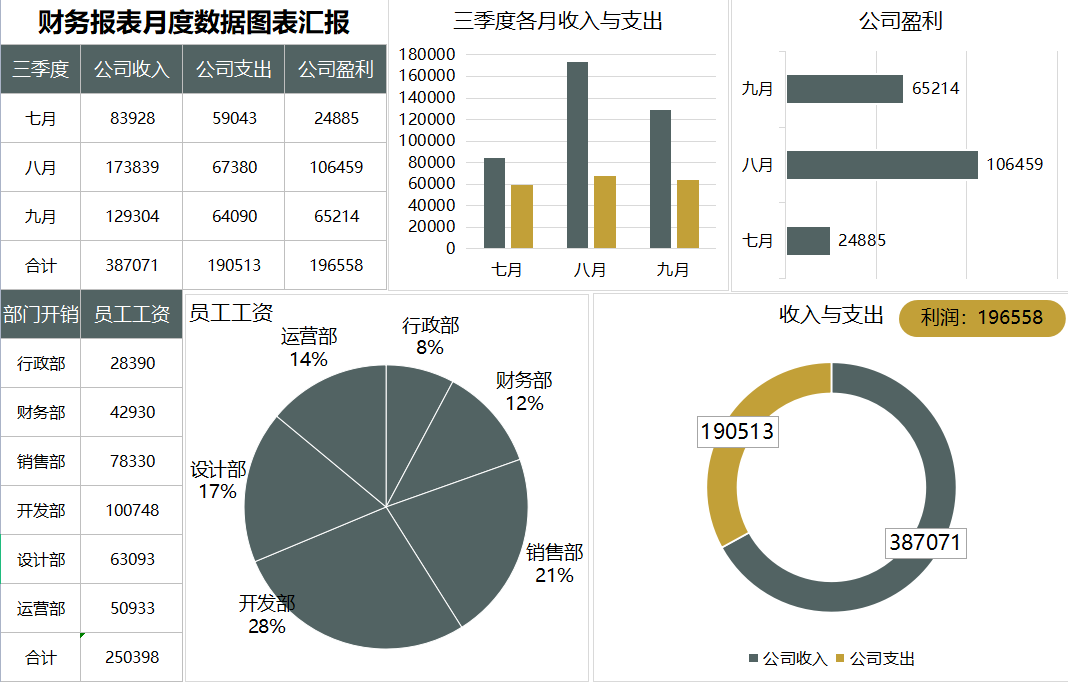 财务报表月度数据图表汇报
三季度 公司收入 公司支出 公司盈利
七月 83928 59043 24885
八月 173839 67380 106459
九月 129304 64090 65214
合计 387071 190513 196558
三季度各月收入与支出
180000
160000
140000
120000
100000
80000
60000
40000
20000
0
七月 八月 九月
公司盈利
九月 65214
八月 106459
七月 24885
部门开销 员工工资
行政部 28390
财务部 42930
销售部 78330
开发部 100748
设计部 63093
运营部 50933
合计 250398
员工工资
行政部
8%
财务部
12%
销售部
21%
开发部
28%
设计部
17%
运营部
14%
收入与支出
利润：196558
190513
387071
公司收入 公司支出